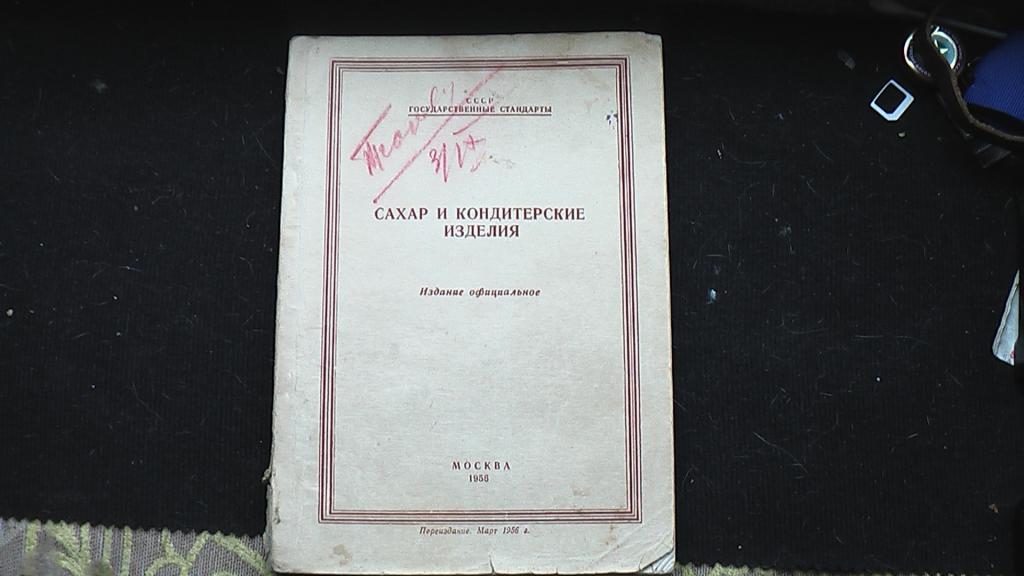 СССР
ГОСУДАРСТВЕННЫЕ СТАНДАРТЫ
САХАР И КОНДИТЕРСКИЕ
ИЗДЕЛИЯ
Издание официальное
МОСКВА
1956
Переиздание. Март 1956 г.